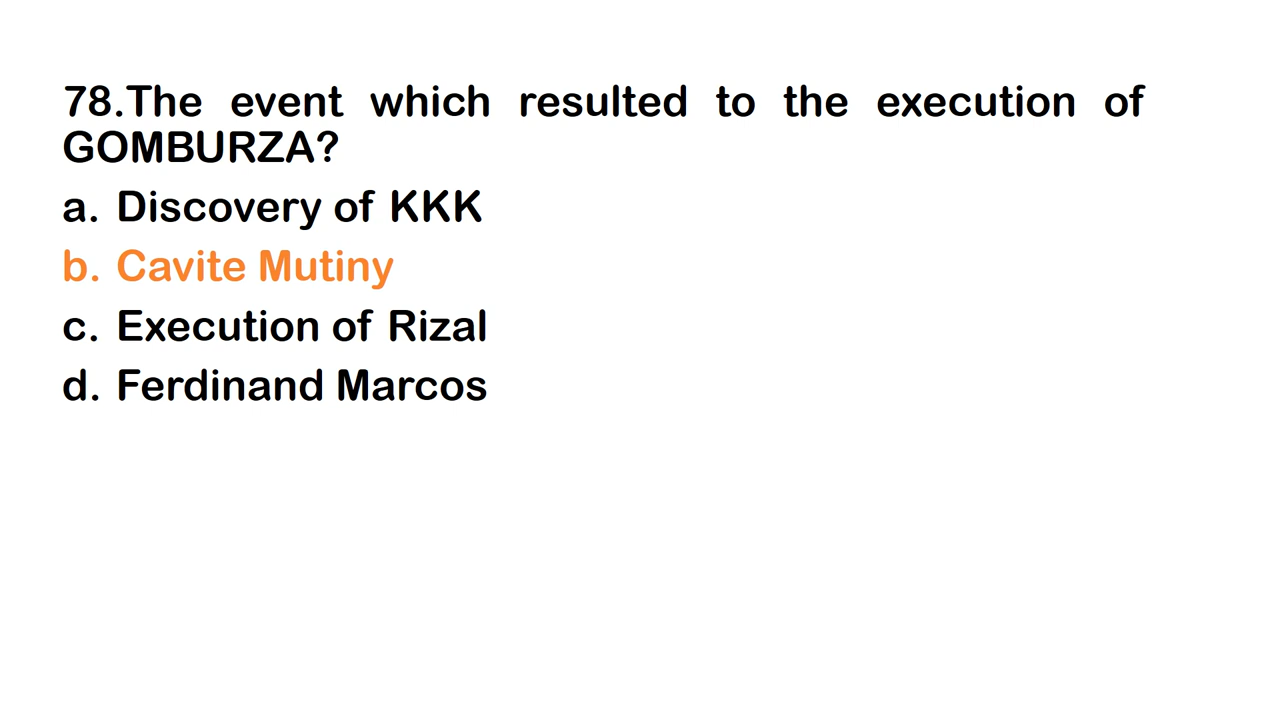 78.The event which resulted to the execution of
GOMBURZA?
a. Discovery of KKK
b. Cavite Mutiny
c. Execution of Rizal
d. Ferdinand Marcos